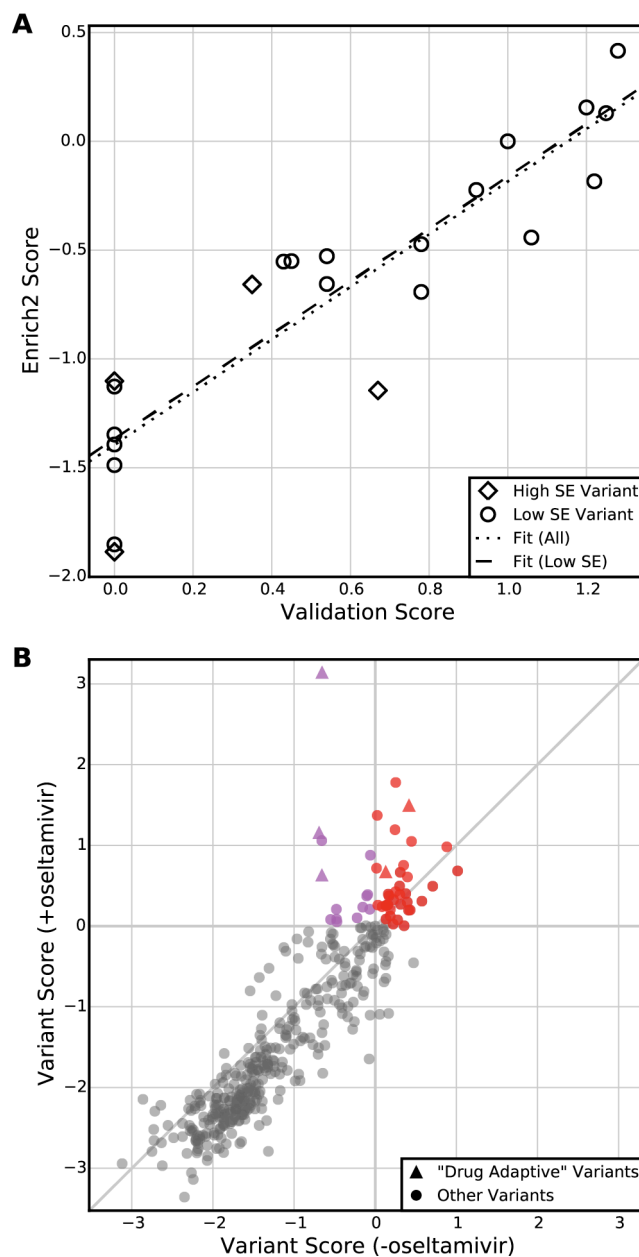 A
0.5
0.0
−0.5
−1.0
−1.5
−2.0
Enrich2 Score
High SE Variant
Low SE Variant
Fit (All)
Fit (Low SE)
0.0 0.2 0.4 0.6 0.8 1.0 1.2
Validation Score
B
3
2
1
0
−1
−2
−3
Variant Score (+oseltamivir)
"Drug Adaptive" Variants
Other Variants
−3 −2 −1 0 1 2 3
Variant Score (-oseltamivir)